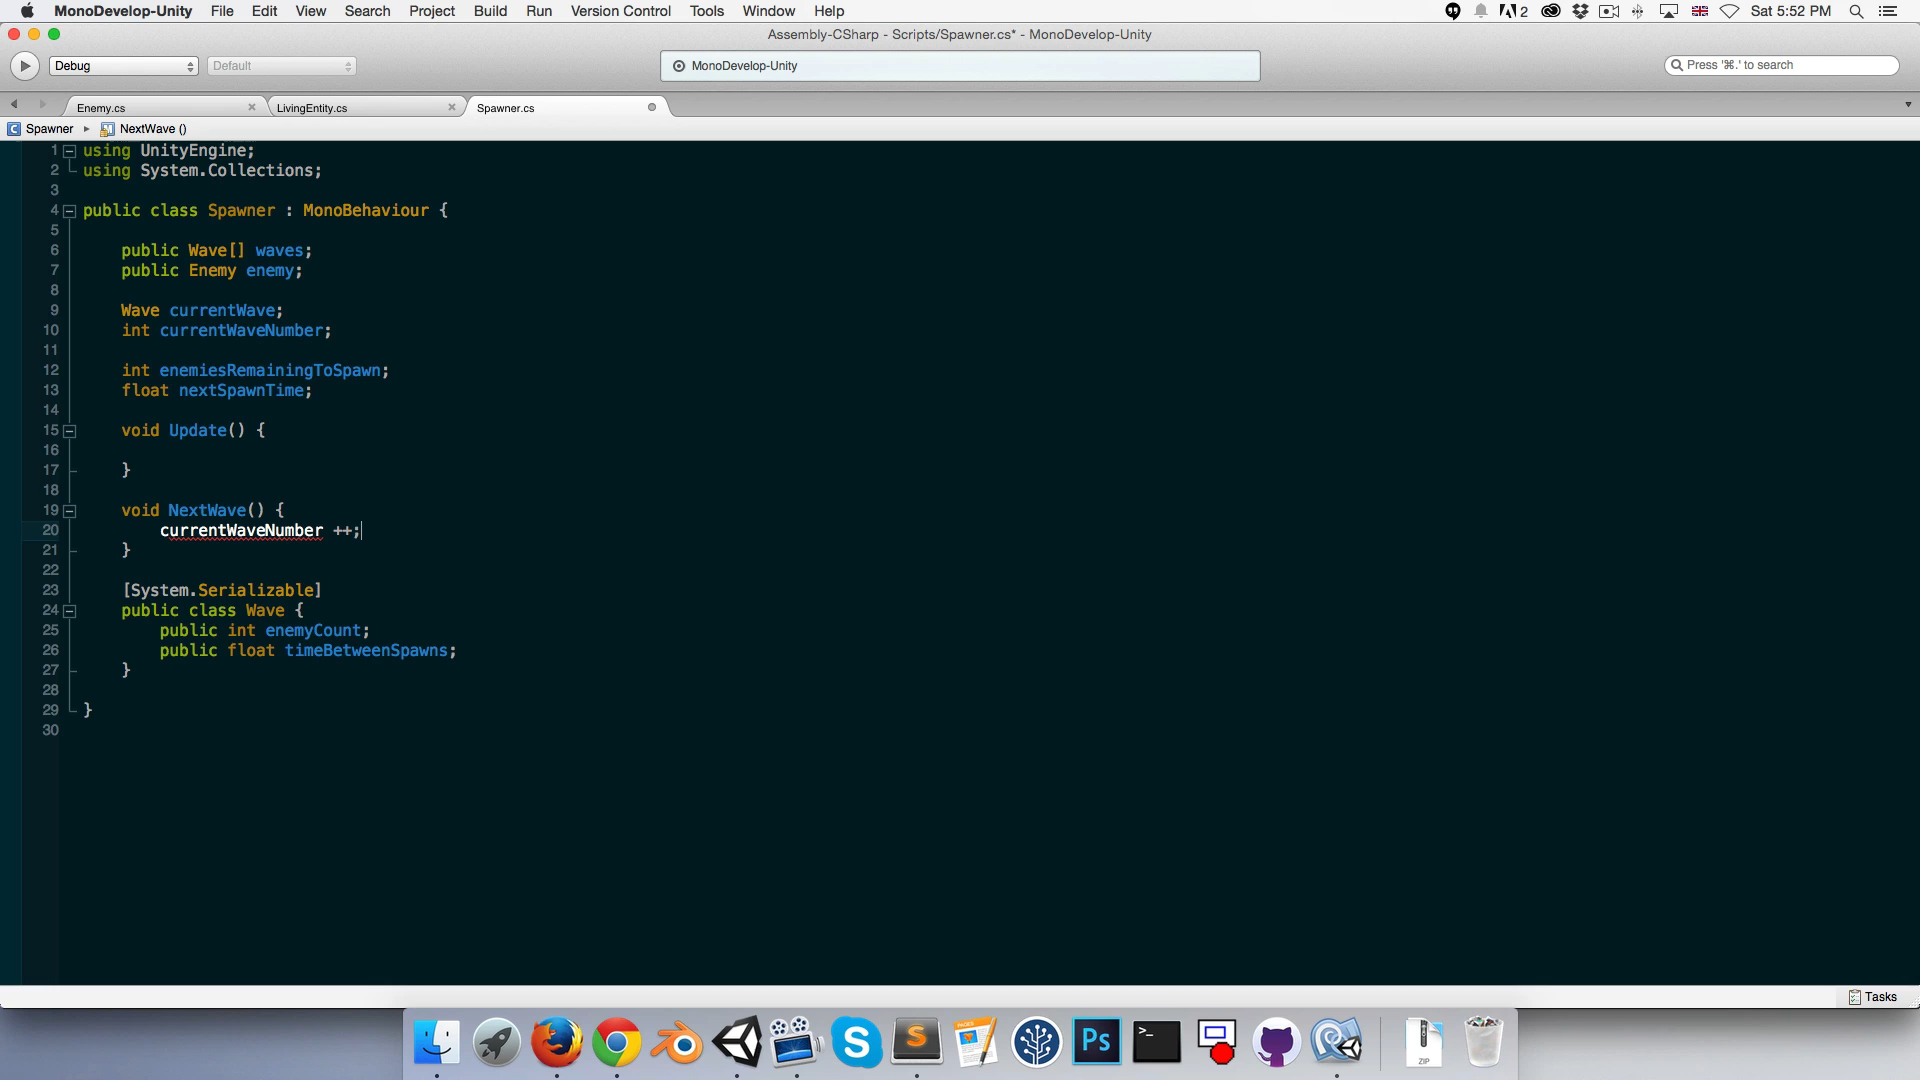 MonoDevelop-Unity File Edit View Search Project Build Run Version Control Tools Window Help 2 Sat 5:52 PM
Assembly-CSharp - Scripts/Spawner.cs* - MonoDevelop-Unity
Debug Default MonoDevelop-Unity Press '⌘.' to search
Enemy.cs LivingEntity.cs Spawner.cs
C Spawner NextWave ()
1 using UnityEngine;
2 using System.Collections;
3
4 public class Spawner : MonoBehaviour {
5
6 public Wave[] waves;
7 public Enemy enemy;
8
9 Wave currentWave;
10 int currentWaveNumber;
11
12 int enemiesRemainingToSpawn;
13 float nextSpawnTime;
14
15 void Update() {
16
17 }
18
19 void NextWave() {
20 currentWaveNumber ++;
21 }
22
23 [System.Serializable]
24 public class Wave {
25 public int enemyCount;
26 public float timeBetweenSpawns;
27 }
28
29 }
30
Tasks
PAGES
S S Ps >_
ZIP